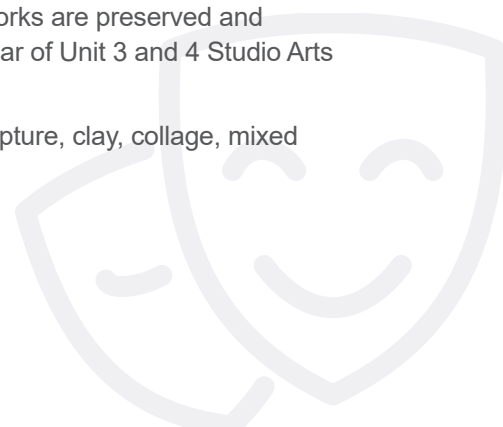 orks are preserved and
ar of Unit 3 and 4 Studio Arts
pture, clay, collage, mixed